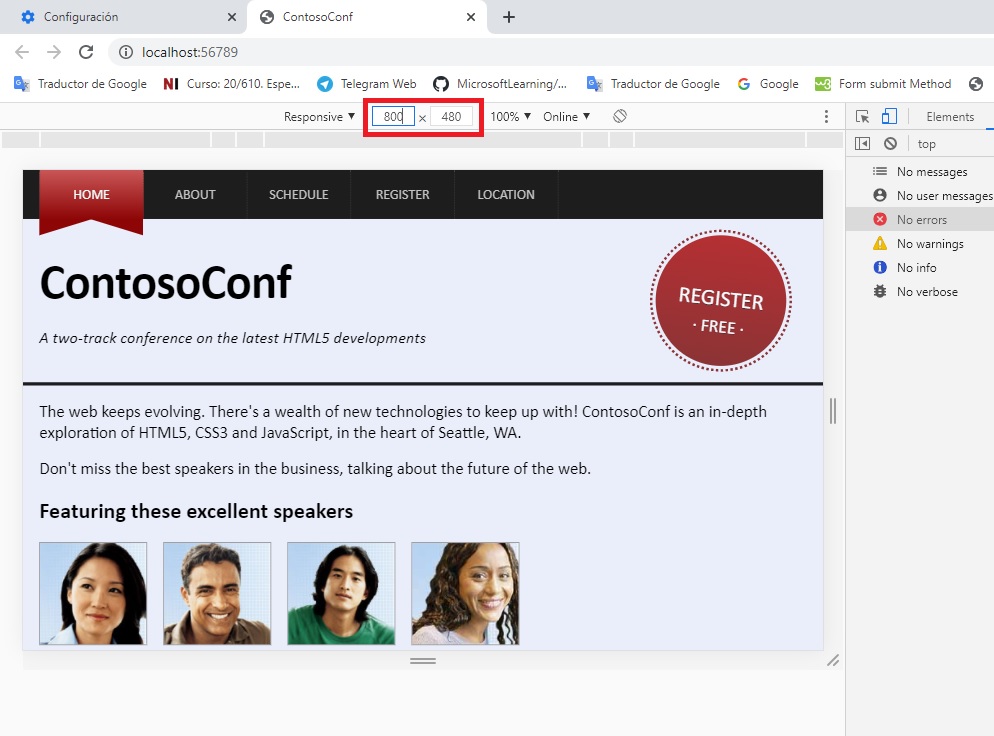 Configuración
ContosoConf
localhost:56789
Traductor de Google
NI Curso: 20/610. Espe...
Telegram Web
MicrosoftLearning/...
Traductor de Google
G Google
w3 Form submit Method
Responsive ▼ 800 x 480 100% ▼ Online ▼
Elements
top
HOME ABOUT SCHEDULE REGISTER LOCATION
No messages
No user messages
No errors
No warnings
No info
No verbose
ContosoConf
A two-track conference on the latest HTML5 developments
REGISTER
· FREE ·
The web keeps evolving. There's a wealth of new technologies to keep up with! ContosoConf is an in-depth
exploration of HTML5, CSS3 and JavaScript, in the heart of Seattle, WA.
Don't miss the best speakers in the business, talking about the future of the web.
Featuring these excellent speakers